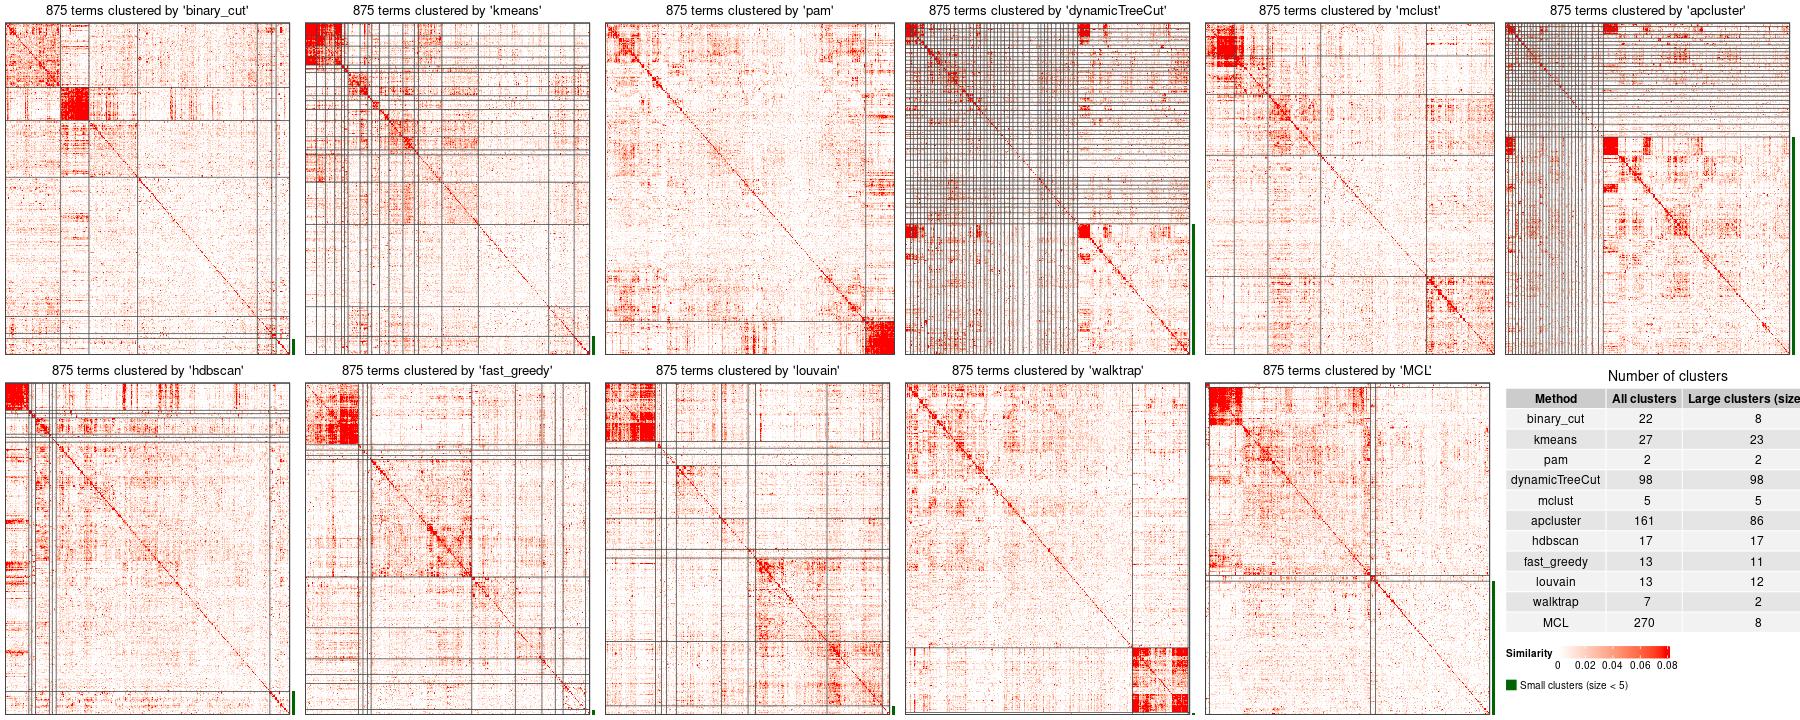 875 terms clustered by 'binary_cut'
875 terms clustered by 'kmeans'
875 terms clustered by 'pam'
875 terms clustered by 'dynamicTreeCut'
875 terms clustered by 'mclust'
875 terms clustered by 'apcluster'
875 terms clustered by 'hdbscan'
875 terms clustered by 'fast_greedy'
875 terms clustered by 'louvain'
875 terms clustered by 'walktrap'
875 terms clustered by 'MCL'
Number of clusters
Method All clusters Large clusters (size
binary_cut 22 8
kmeans 27 23
pam 2 2
dynamicTreeCut 98 98
mclust 5 5
apcluster 161 86
hdbscan 17 17
fast_greedy 13 11
louvain 13 12
walktrap 7 2
MCL 270 8
Similarity
0 0.02 0.04 0.06 0.08
Small clusters (size < 5)